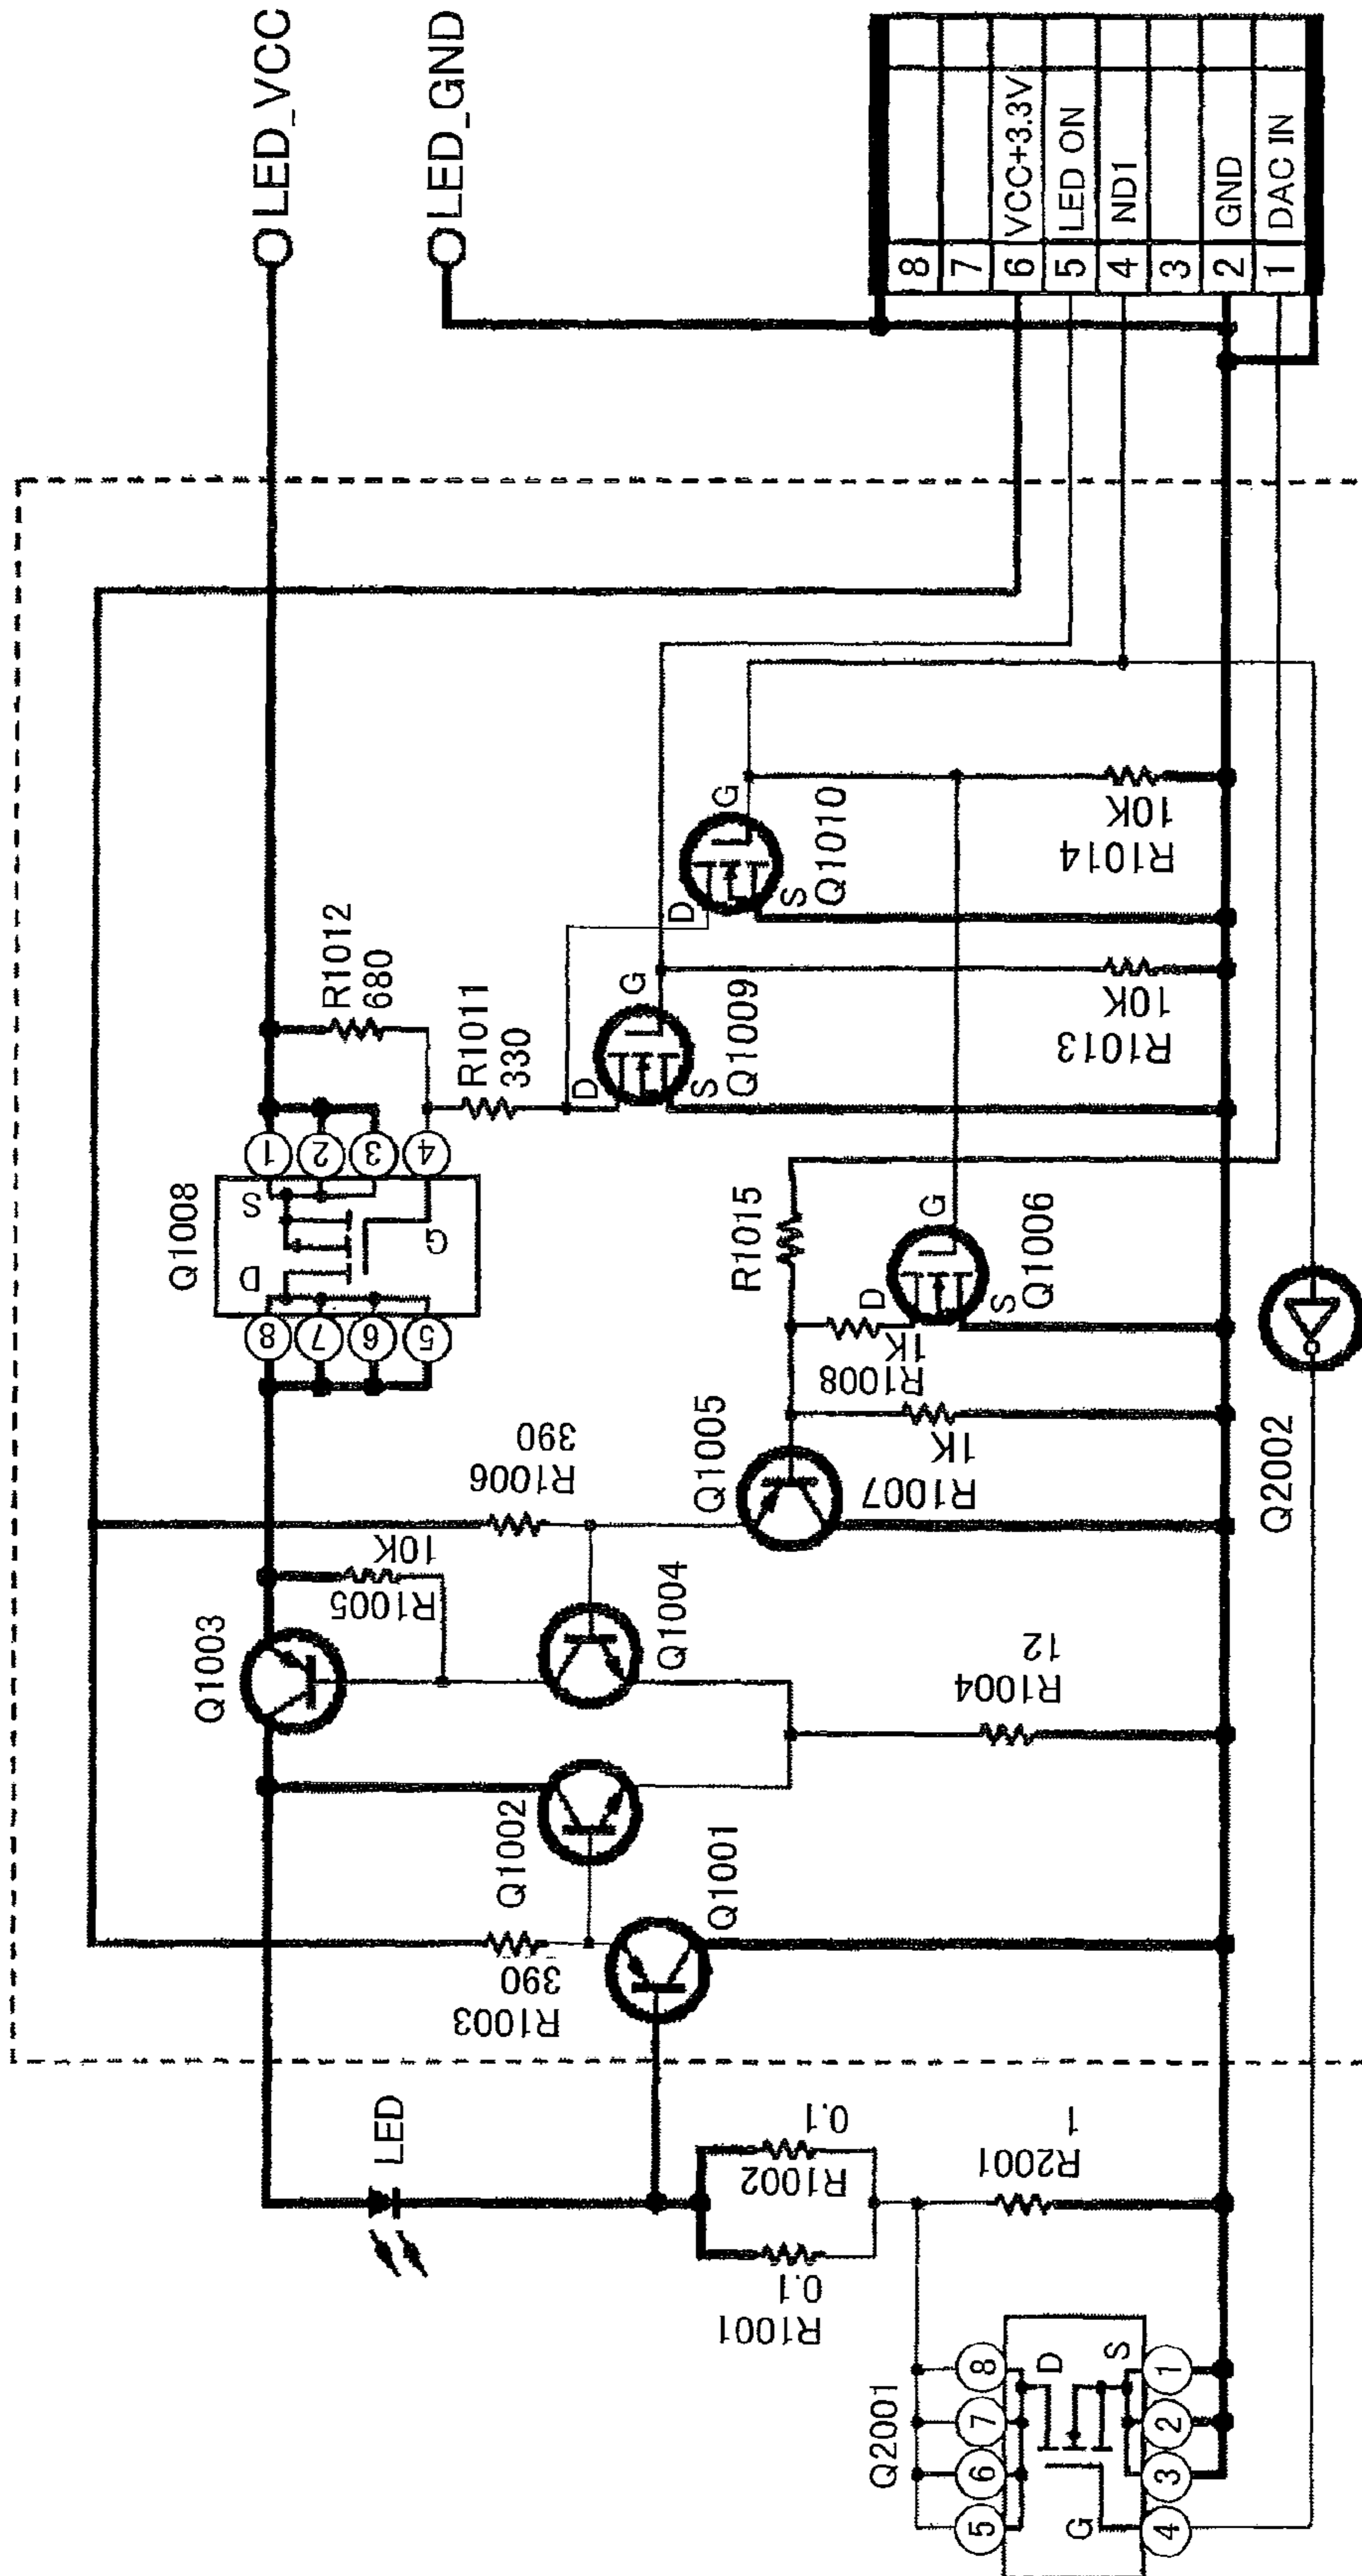 LED_VCC
LED_GND
8
7
6 VCC+3.3V
5 LED ON
4 ND1
3
2 GND
1 DAC IN
R1012
680
R1011
330
Q1008
S
D
G
1
2
3
4
8
7
6
5
G
D
S
Q1010
10K
R1014
G
D
S
Q1009
10K
R1013
R1015
G
D
S
Q1006
1K
R1008
Q1005
1K
R1007
390
R1006
10K
R1005
Q1003
Q1004
12
R1004
Q2002
Q1002
Q1001
390
R1003
LED
0.1
R1002
0.1
R1001
1
R2001
Q2001
8
7
6
5
D
S
G
1
2
3
4